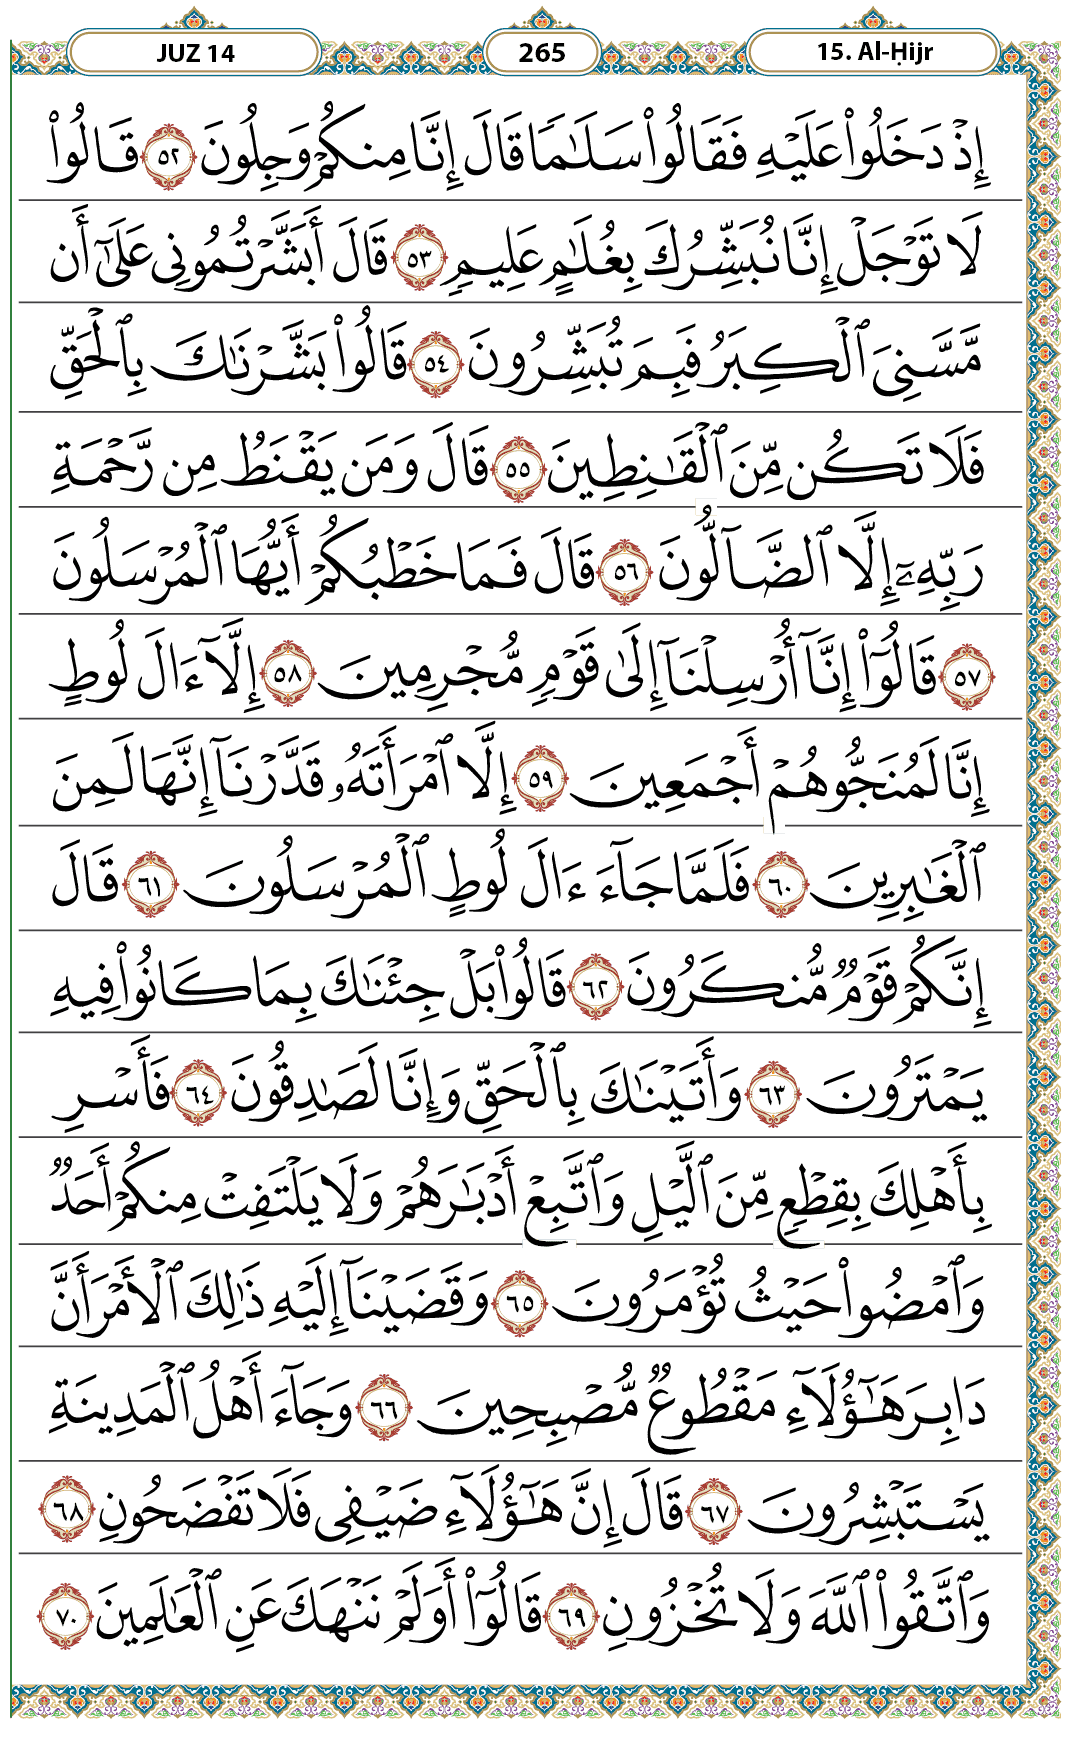 JUZ 14
265
15. Al-Ḥijr
إِذْ دَخَلُوا۟ عَلَيْهِ فَقَالُوا۟ سَلَـٰمًا قَالَ إِنَّا مِنكُمْ وَجِلُونَ ٥٢ قَالُوا۟
لَا تَوْجَلْ إِنَّا نُبَشِّرُكَ بِغُلَـٰمٍ عَلِيمٍ ٥٣ قَالَ أَبَشَّرْتُمُونِى عَلَىٰٓ أَن
مَّسَّنِىَ ٱلْكِبَرُ فَبِمَ تُبَشِّرُونَ ٥٤ قَالُوا۟ بَشَّرْنَـٰكَ بِٱلْحَقِّ
فَلَا تَكُن مِّنَ ٱلْقَـٰنِطِينَ ٥٥ قَالَ وَمَن يَقْنَطُ مِن رَّحْمَةِ
رَبِّهِۦٓ إِلَّا ٱلضَّآلُّونَ ٥٦ قَالَ فَمَا خَطْبُكُمْ أَيُّهَا ٱلْمُرْسَلُونَ
٥٧ قَالُوٓا۟ إِنَّآ أُرْسِلْنَآ إِلَىٰ قَوْمٍ مُّجْرِمِينَ ٥٨ إِلَّآ ءَالَ لُوطٍ
إِنَّا لَمُنَجُّوهُمْ أَجْمَعِينَ ٥٩ إِلَّا ٱمْرَأَتَهُۥ قَدَّرْنَآ إِنَّهَا لَمِنَ
ٱلْغَـٰبِرِينَ ٦٠ فَلَمَّا جَآءَ ءَالَ لُوطٍ ٱلْمُرْسَلُونَ ٦١ قَالَ
إِنَّكُمْ قَوْمٌ مُّنكَرُونَ ٦٢ قَالُوا۟ بَلْ جِئْنَـٰكَ بِمَا كَانُوا۟ فِيهِ
يَمْتَرُونَ ٦٣ وَأَتَيْنَـٰكَ بِٱلْحَقِّ وَإِنَّا لَصَـٰدِقُونَ ٦٤ فَأَسْرِ
بِأَهْلِكَ بِقِطْعٍ مِّنَ ٱلَّيْلِ وَٱتَّبِعْ أَدْبَـٰرَهُمْ وَلَا يَلْتَفِتْ مِنكُمْ أَحَدٌ
وَٱمْضُوا۟ حَيْثُ تُؤْمَرُونَ ٦٥ وَقَضَيْنَآ إِلَيْهِ ذَٰلِكَ ٱلْأَمْرَ أَنَّ
دَابِرَ هَـٰٓؤُلَآءِ مَقْطُوعٌ مُّصْبِحِينَ ٦٦ وَجَآءَ أَهْلُ ٱلْمَدِينَةِ
يَسْتَبْشِرُونَ ٦٧ قَالَ إِنَّ هَـٰٓؤُلَآءِ ضَيْفِى فَلَا تَفْضَحُونِ ٦٨
وَٱتَّقُوا۟ ٱللَّهَ وَلَا تُخْزُونِ ٦٩ قَالُوٓا۟ أَوَلَمْ نَنْهَكَ عَنِ ٱلْعَـٰلَمِينَ ٧٠